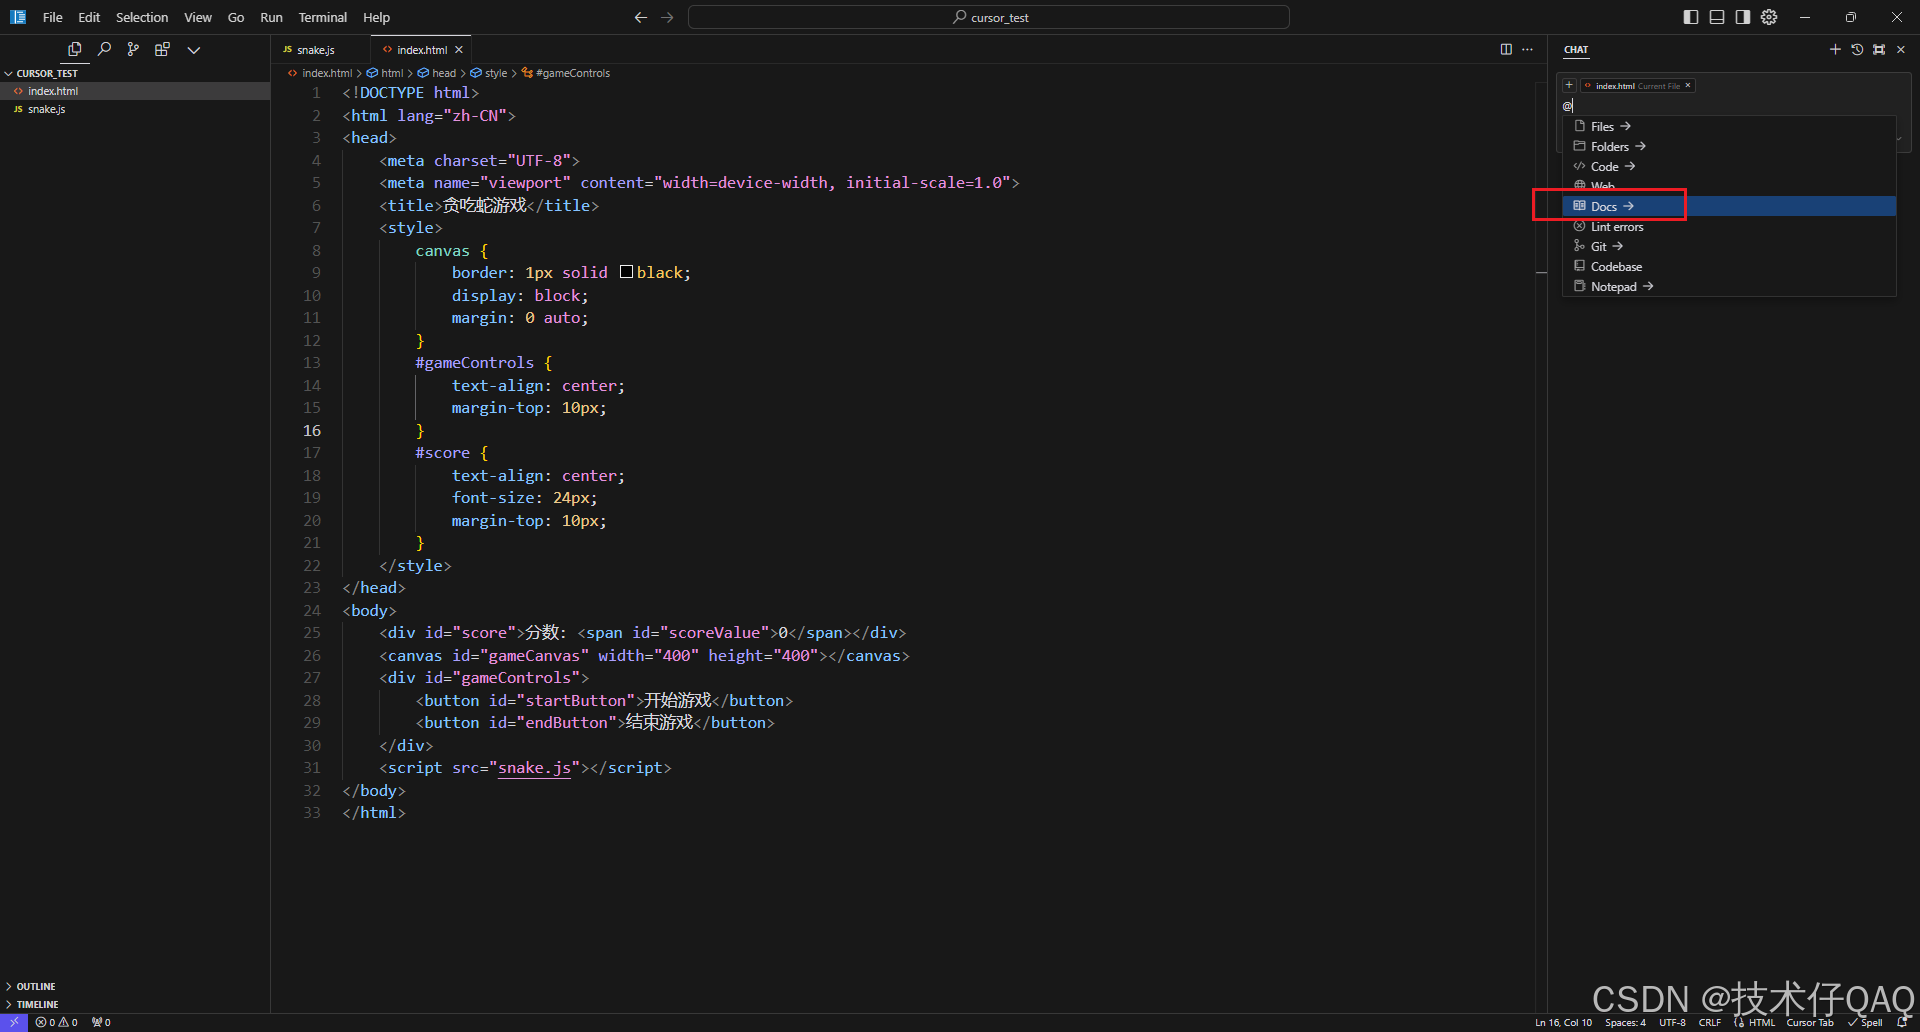 File Edit Selection View Go Run Terminal Help
cursor_test
CURSOR_TEST
index.html
JS snake.js
JS snake.js
index.html
index.html > html > head > style > #gameControls
1 <!DOCTYPE html>
2 <html lang="zh-CN">
3 <head>
4 <meta charset="UTF-8">
5 <meta name="viewport" content="width=device-width, initial-scale=1.0">
6 <title>贪吃蛇游戏</title>
7 <style>
8 canvas {
9 border: 1px solid black;
10 display: block;
11 margin: 0 auto;
12 }
13 #gameControls {
14 text-align: center;
15 margin-top: 10px;
16 }
17 #score {
18 text-align: center;
19 font-size: 24px;
20 margin-top: 10px;
21 }
22 </style>
23 </head>
24 <body>
25 <div id="score">分数: <span id="scoreValue">0</span></div>
26 <canvas id="gameCanvas" width="400" height="400"></canvas>
27 <div id="gameControls">
28 <button id="startButton">开始游戏</button>
29 <button id="endButton">结束游戏</button>
30 </div>
31 <script src="snake.js"></script>
32 </body>
33 </html>
CHAT
index.html Current File
@
Files
Folders
Code
Web
Docs
Lint errors
Git
Codebase
Notepad
OUTLINE
TIMELINE
0 0 0
Ln 16, Col 10 Spaces: 4 UTF-8 CRLF HTML Cursor Tab Spell
CSDN @技术仔QAQ